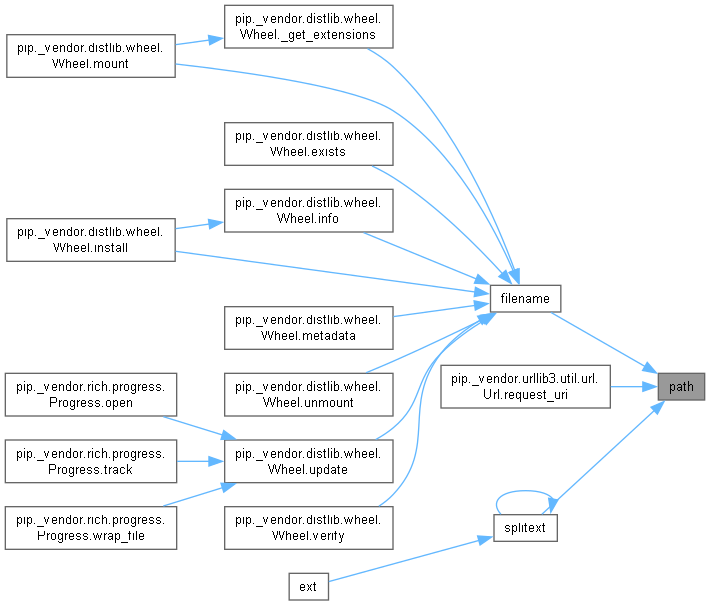 pip._vendor.distlib.wheel.
Wheel._get_extensions
pip._vendor.distlib.wheel.
Wheel.mount
pip._vendor.distlib.wheel.
Wheel.exists
pip._vendor.distlib.wheel.
Wheel.info
pip._vendor.distlib.wheel.
Wheel.install
filename
pip._vendor.distlib.wheel.
Wheel.metadata
pip._vendor.urllib3.util.url.
Url.request_uri
path
pip._vendor.rich.progress.
Progress.open
pip._vendor.distlib.wheel.
Wheel.unmount
pip._vendor.rich.progress.
Progress.track
pip._vendor.distlib.wheel.
Wheel.update
pip._vendor.rich.progress.
Progress.wrap_file
pip._vendor.distlib.wheel.
Wheel.verify
splitext
ext